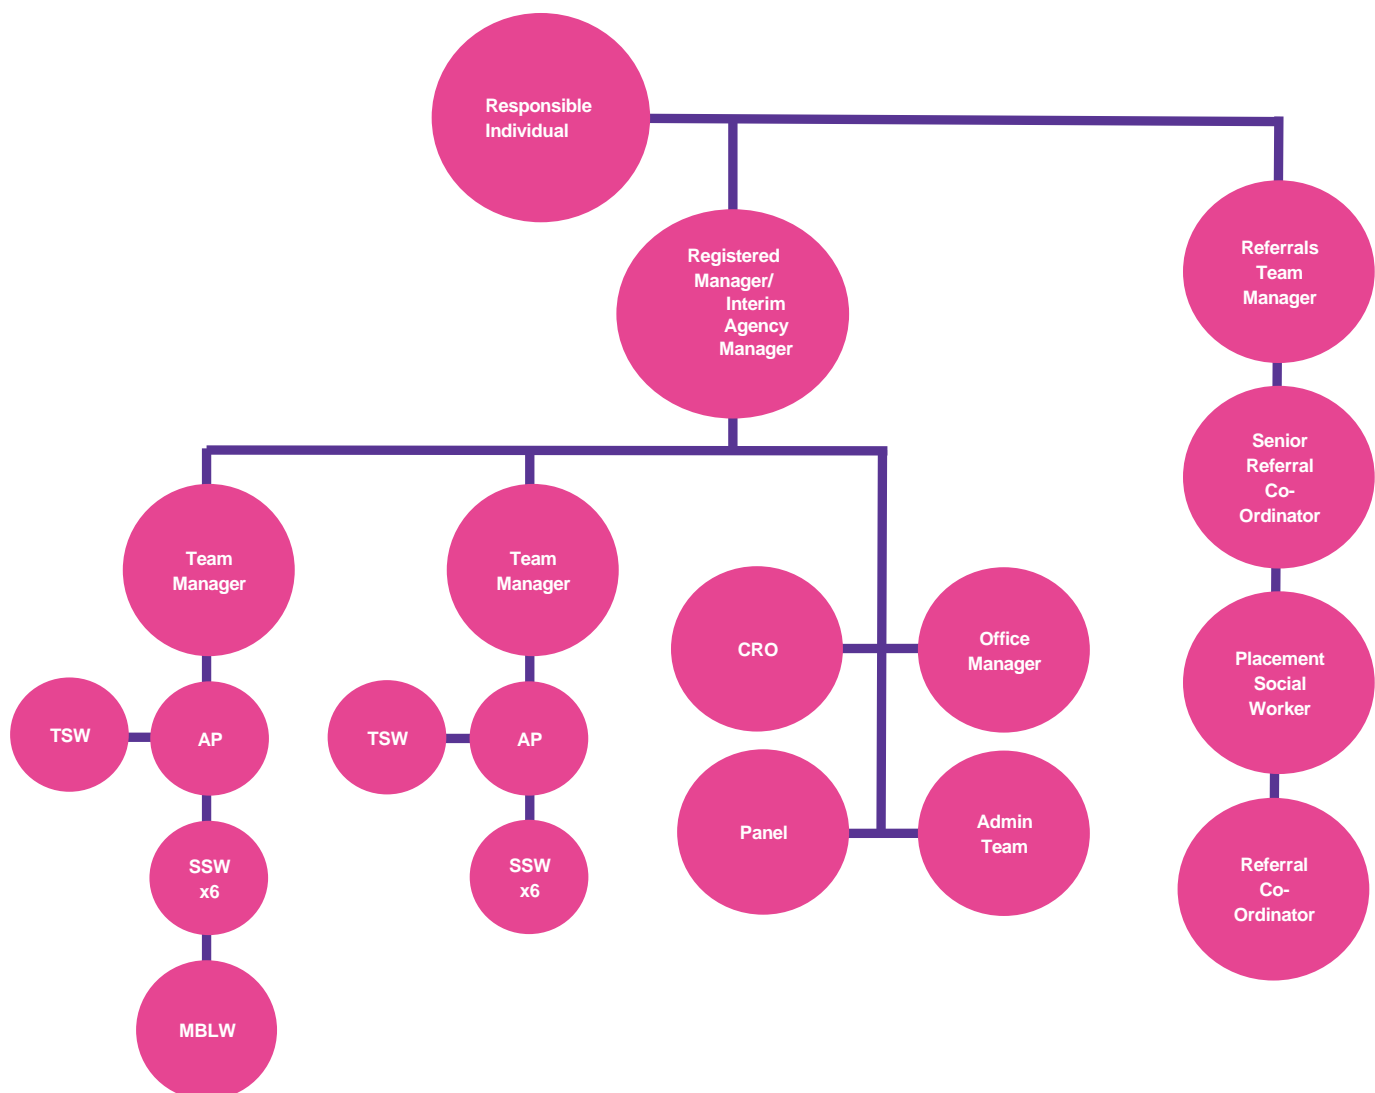 Responsible
Individual
Registered
Manager/
Interim
Agency
Manager
Referrals
Team
Manager
Senior
Referral
Co-
Ordinator
Placement
Social
Worker
Referral
Co-
Ordinator
Team
Manager
Team
Manager
TSW
AP
SSW
x6
MBLW
TSW
AP
SSW
x6
CRO
Office
Manager
Panel
Admin
Team